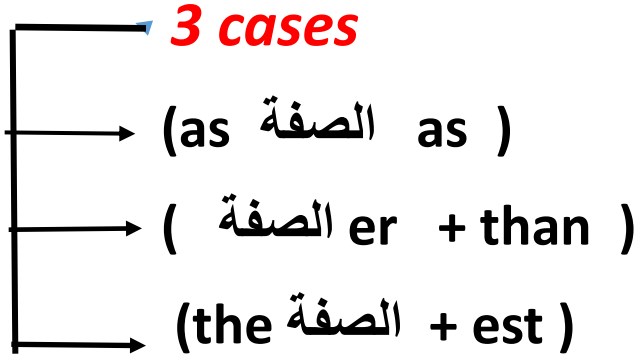 3 cases
(as الصفة as )
( الصفة er + than )
(the الصفة + est )